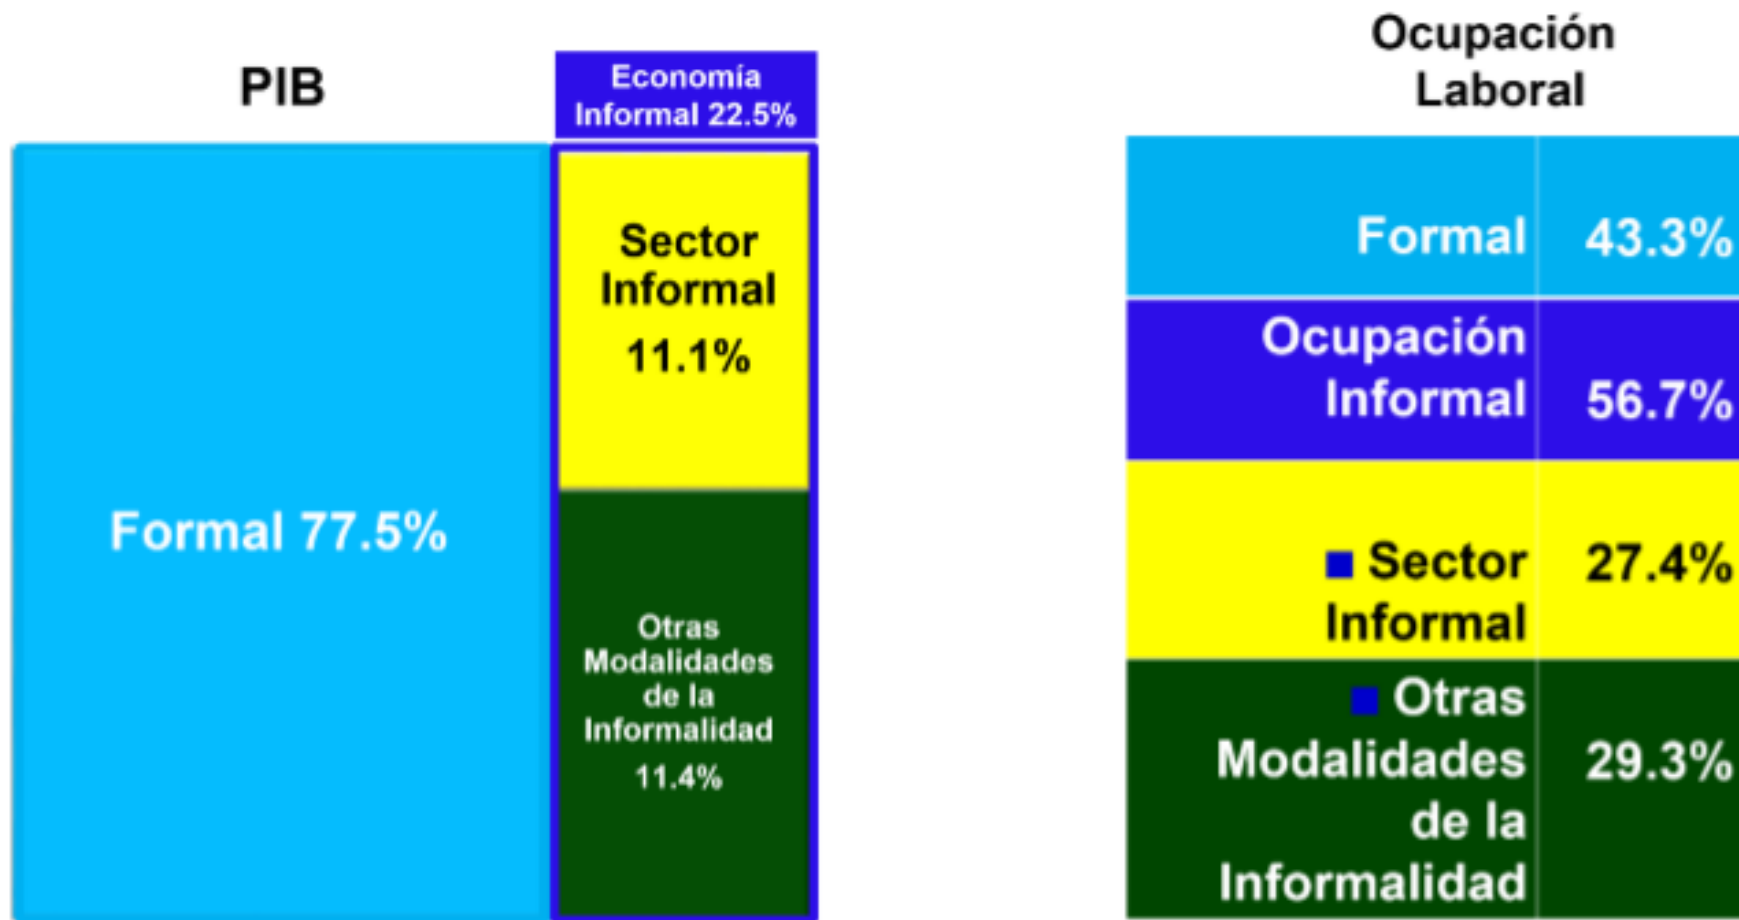 PIB
Economía
Informal 22.5%
Formal 77.5%
Sector
Informal
11.1%
Otras
Modalidades
de la
Informalidad
11.4%
Ocupación
Laboral
Formal 43.3%
Ocupación
Informal 56.7%
Sector 27.4%
Informal
Otras
Modalidades 29.3%
de la
Informalidad